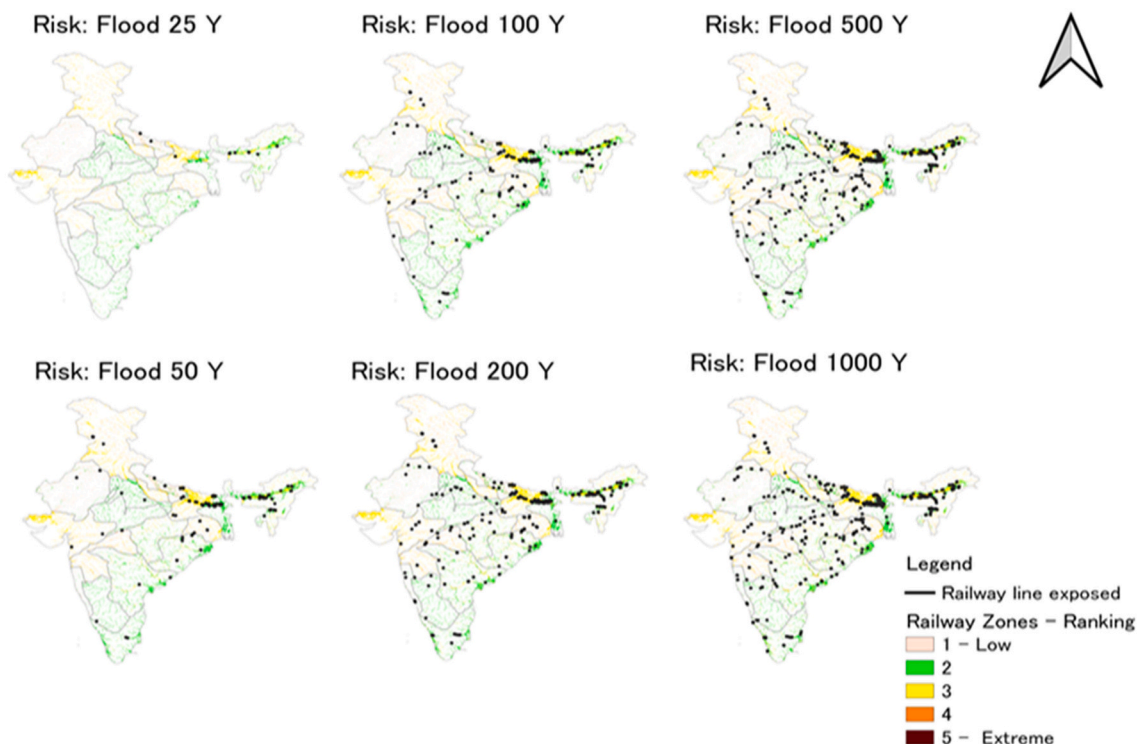 Risk: Flood 25 Y
Risk: Flood 100 Y
Risk: Flood 500 Y
Risk: Flood 50 Y
Risk: Flood 200 Y
Risk: Flood 1000 Y
Legend
Railway line exposed
Railway Zones - Ranking
1 - Low
2
3
4
5 - Extreme